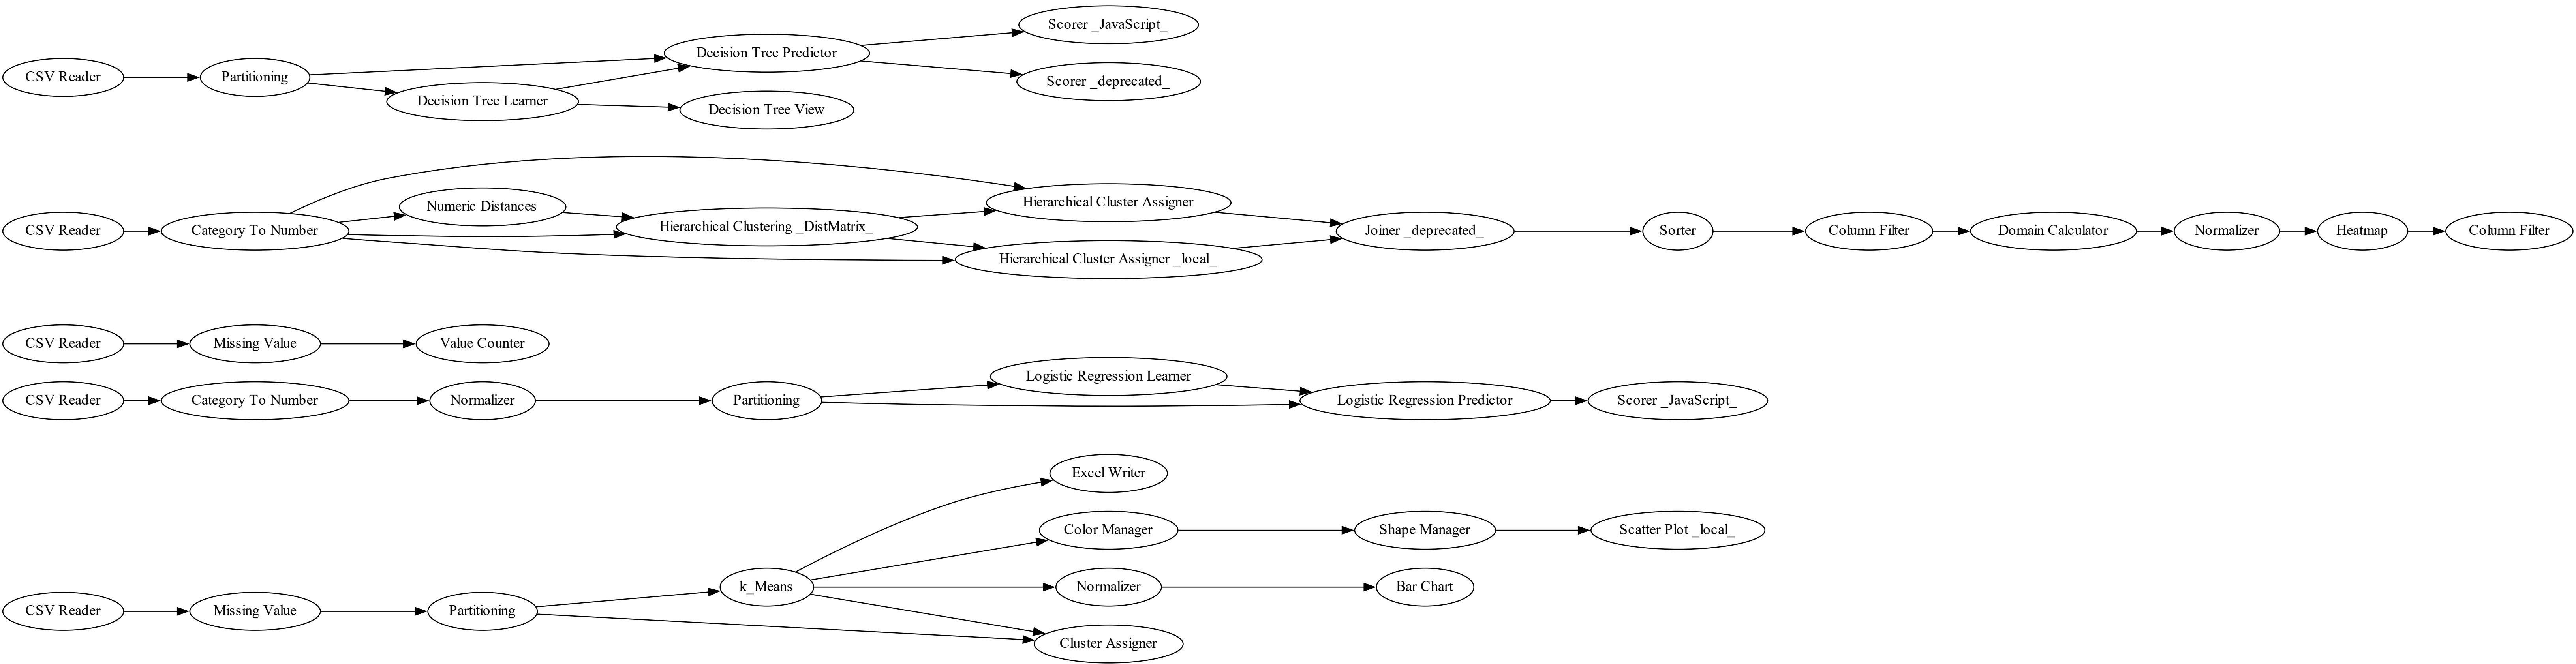 CSV Reader
Partitioning
Decision Tree Learner
Decision Tree Predictor
Decision Tree View
Scorer _JavaScript_
Scorer _deprecated_
CSV Reader
Category To Number
Numeric Distances
Hierarchical Clustering _DistMatrix_
Hierarchical Cluster Assigner
Hierarchical Cluster Assigner _local_
Joiner _deprecated_
Sorter
Column Filter
Domain Calculator
Normalizer
Heatmap
Column Filter
CSV Reader
Missing Value
Value Counter
CSV Reader
Category To Number
Normalizer
Partitioning
Logistic Regression Learner
Logistic Regression Predictor
Scorer _JavaScript_
CSV Reader
Missing Value
Partitioning
k_Means
Excel Writer
Color Manager
Shape Manager
Scatter Plot _local_
Normalizer
Bar Chart
Cluster Assigner